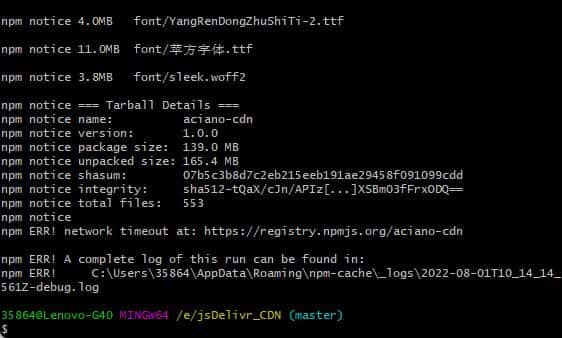 npm notice 4.0MB   font/YangRenDongZhuShiTi-2.ttf
npm notice 11.0MB  font/苹方字体.ttf
npm notice 3.8MB   font/sleek.woff2
npm notice === Tarball Details ===
npm notice name:          aciano-cdn
npm notice version:       1.0.0
npm notice package size:  139.0 MB
npm notice unpacked size: 165.4 MB
npm notice shasum:        07b5c3b8d7c2eb215eeb191ae29458f091099cdd
npm notice integrity:     sha512-tQaX/cJn/APIz[...]XSBmO3fFrxODQ==
npm notice total files:   553
npm notice
npm ERR! network timeout at: https://registry.npmjs.org/aciano-cdn
npm ERR! A complete log of this run can be found in:
npm ERR!     C:\Users\35864\AppData\Roaming\npm-cache\_logs\2022-08-01T10_14_14_
561Z-debug.log
35864@Lenovo-G40 MINGW64 /e/jsDelivr_CDN (master)
$